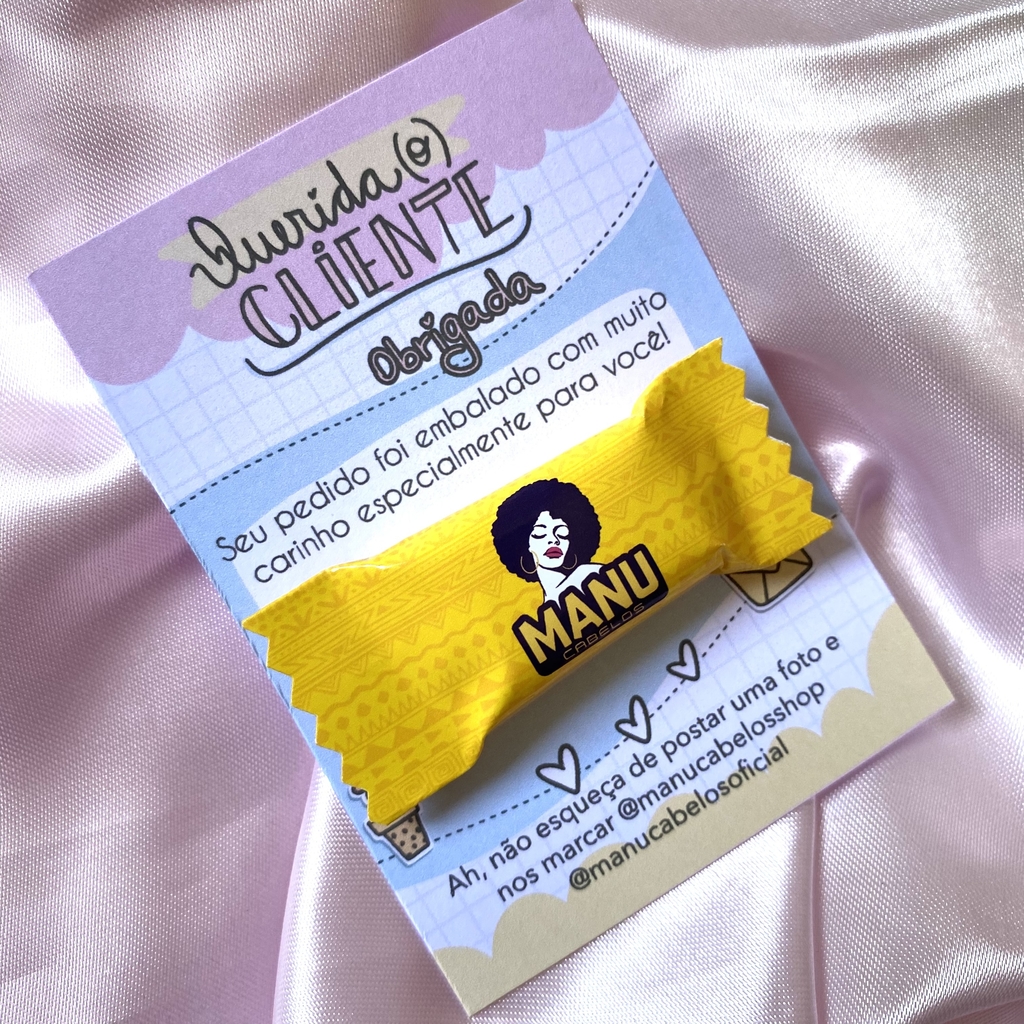 Querida(o)
CLIENTE
Obrigada
Seu pedido foi embalado com muito
carinho especialmente para você!
MANU
CABELOS
Ah, não esqueça de postar uma foto e
nos marcar @manucabelosshop
@manucabelosoficial